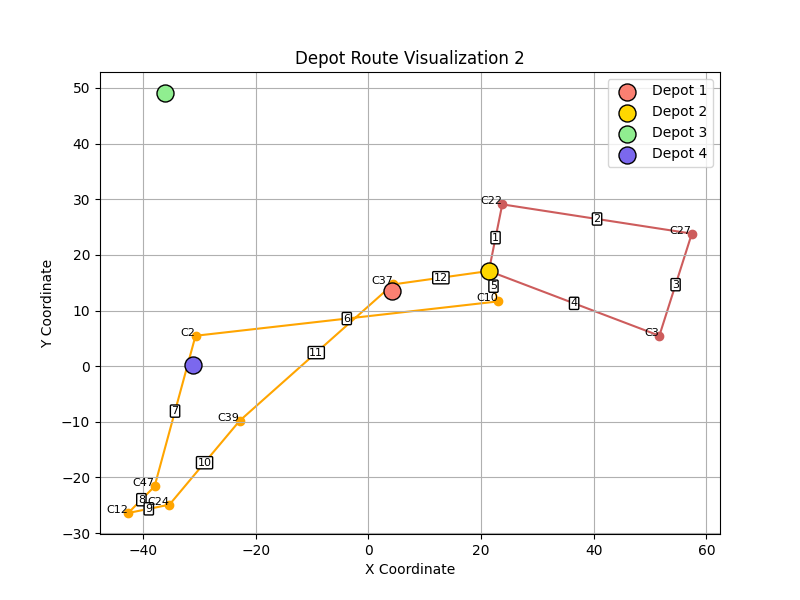 Depot Route Visualization 2
Depot 1
Depot 2
Depot 3
Depot 4
Y Coordinate
50
40
30
20
10
0
−10
−20
−30
C22
C27
C37
C10
C3
C2
C39
C47
C24
C12
1
2
3
4
5
6
7
8
9
10
11
12
−40
−20
0
20
40
60
X Coordinate